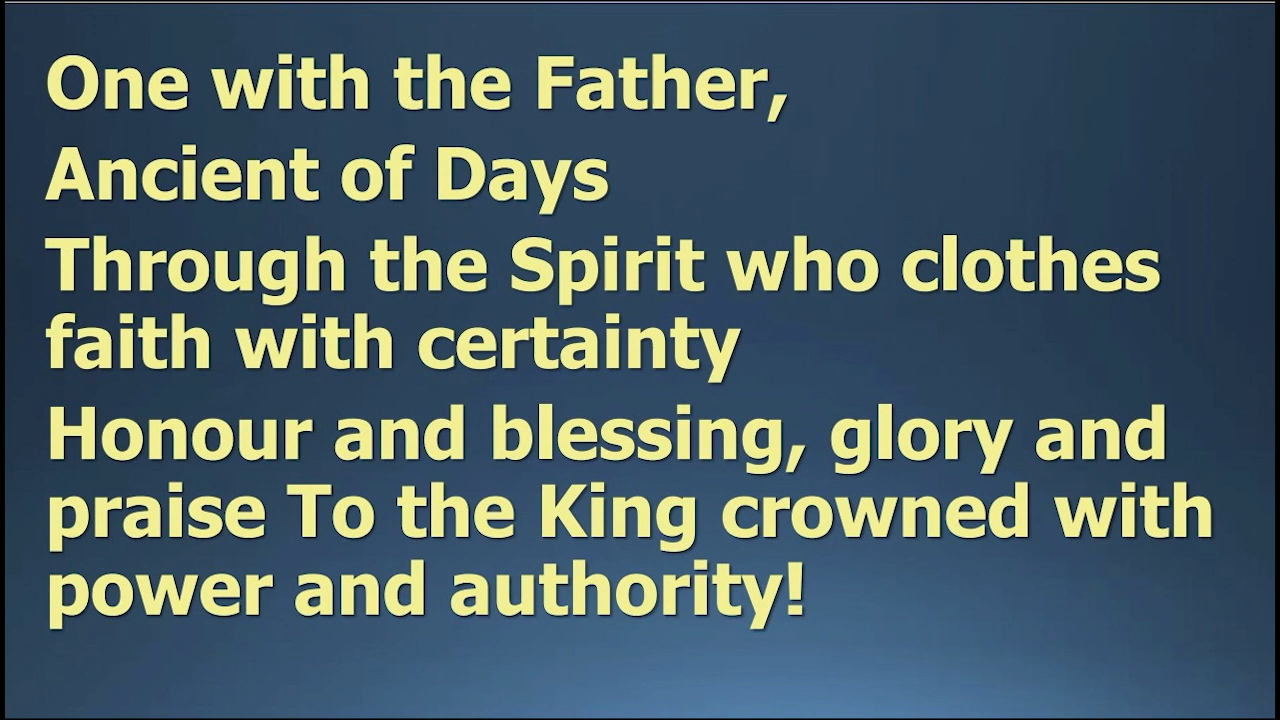 One with the Father,
Ancient of Days
Through the Spirit who clothes
faith with certainty
Honour and blessing, glory and
praise To the King crowned with
power and authority!